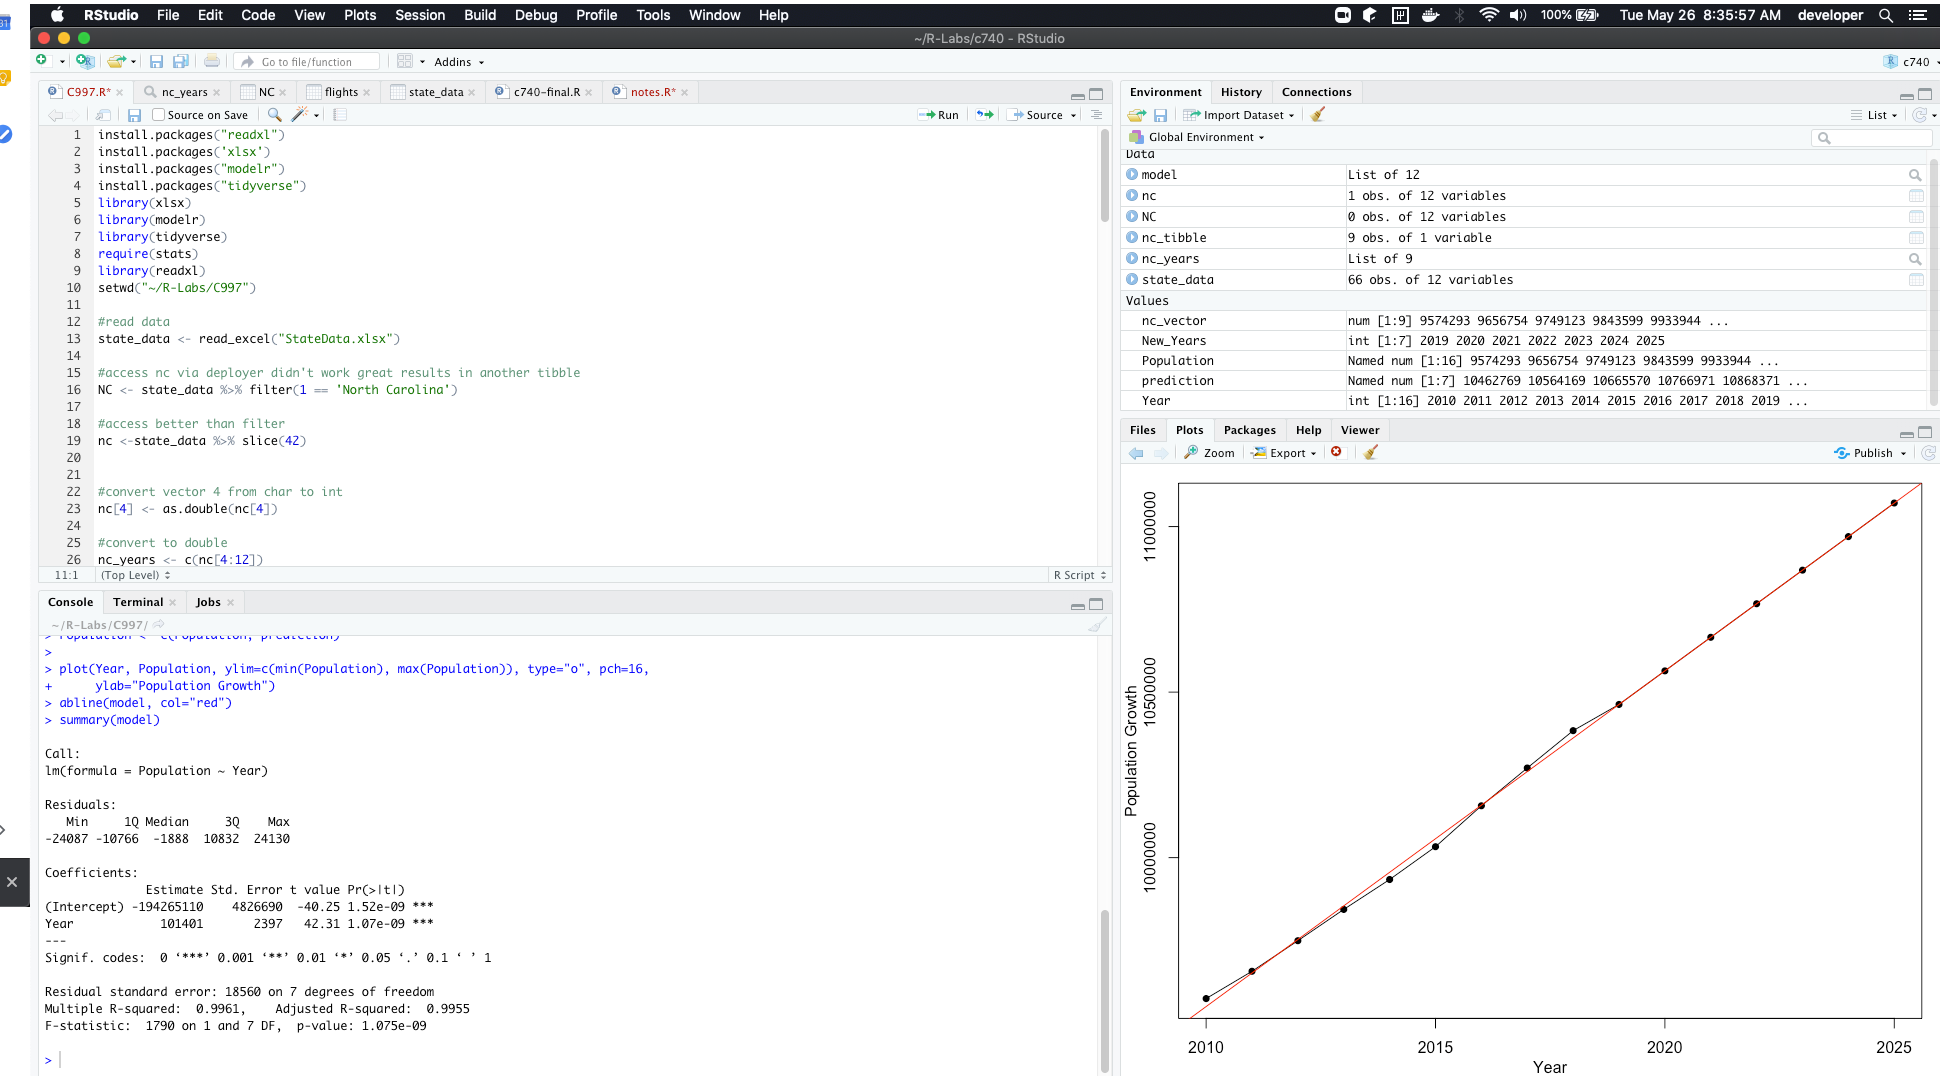 RStudio File Edit Code View Plots Session Build Debug Profile Tools Window Help 100% Tue May 26 8:35:57 AM developer
~/R-Labs/c740 - RStudio
Go to file/function Addins c740
C997.R* nc_years NC flights state_data c740-final.R notes.R*
Source on Save Run Source
1 install.packages("readxl")
2 install.packages('xlsx')
3 install.packages("modelr")
4 install.packages("tidyverse")
5 library(xlsx)
6 library(modelr)
7 library(tidyverse)
8 require(stats)
9 library(readxl)
10 setwd("~/R-Labs/C997")
11
12 #read data
13 state_data <- read_excel("StateData.xlsx")
14
15 #access nc via deployer didn't work great results in another tibble
16 NC <- state_data %>% filter(1 == 'North Carolina')
17
18 #access better than filter
19 nc <-state_data %>% slice(42)
20
21
22 #convert vector 4 from char to int
23 nc[4] <- as.double(nc[4])
24
25 #convert to double
26 nc_years <- c(nc[4:12])
11:1 (Top Level) R Script
Console Terminal Jobs
~/R-Labs/C997/
> Population <- c(Population, prediction)
>
> plot(Year, Population, ylim=c(min(Population), max(Population)), type="o", pch=16,
+ ylab="Population Growth")
> abline(model, col="red")
> summary(model)
Call:
lm(formula = Population ~ Year)
Residuals:
Min 1Q Median 3Q Max
-24087 -10766 -1888 10832 24130
Coefficients:
Estimate Std. Error t value Pr(>|t|)
(Intercept) -194265110 4826690 -40.25 1.52e-09 ***
Year 101401 2397 42.31 1.07e-09 ***
---
Signif. codes: 0 ‘***’ 0.001 ‘**’ 0.01 ‘*’ 0.05 ‘.’ 0.1 ‘ ’ 1
Residual standard error: 18560 on 7 degrees of freedom
Multiple R-squared: 0.9961, Adjusted R-squared: 0.9955
F-statistic: 1790 on 1 and 7 DF, p-value: 1.075e-09
>
Environment History Connections
Import Dataset List
Global Environment
Data
model List of 12
nc 1 obs. of 12 variables
NC 0 obs. of 12 variables
nc_tibble 9 obs. of 1 variable
nc_years List of 9
state_data 66 obs. of 12 variables
Values
nc_vector num [1:9] 9574293 9656754 9749123 9843599 9933944 ...
New_Years int [1:7] 2019 2020 2021 2022 2023 2024 2025
Population Named num [1:16] 9574293 9656754 9749123 9843599 9933944 ...
prediction Named num [1:7] 10462769 10564169 10665570 10766971 10868371 ...
Year int [1:16] 2010 2011 2012 2013 2014 2015 2016 2017 2018 2019 ...
Files Plots Packages Help Viewer
Zoom Export Publish
Population Growth
11000000
10500000
10000000
2010 2015 2020 2025
Year